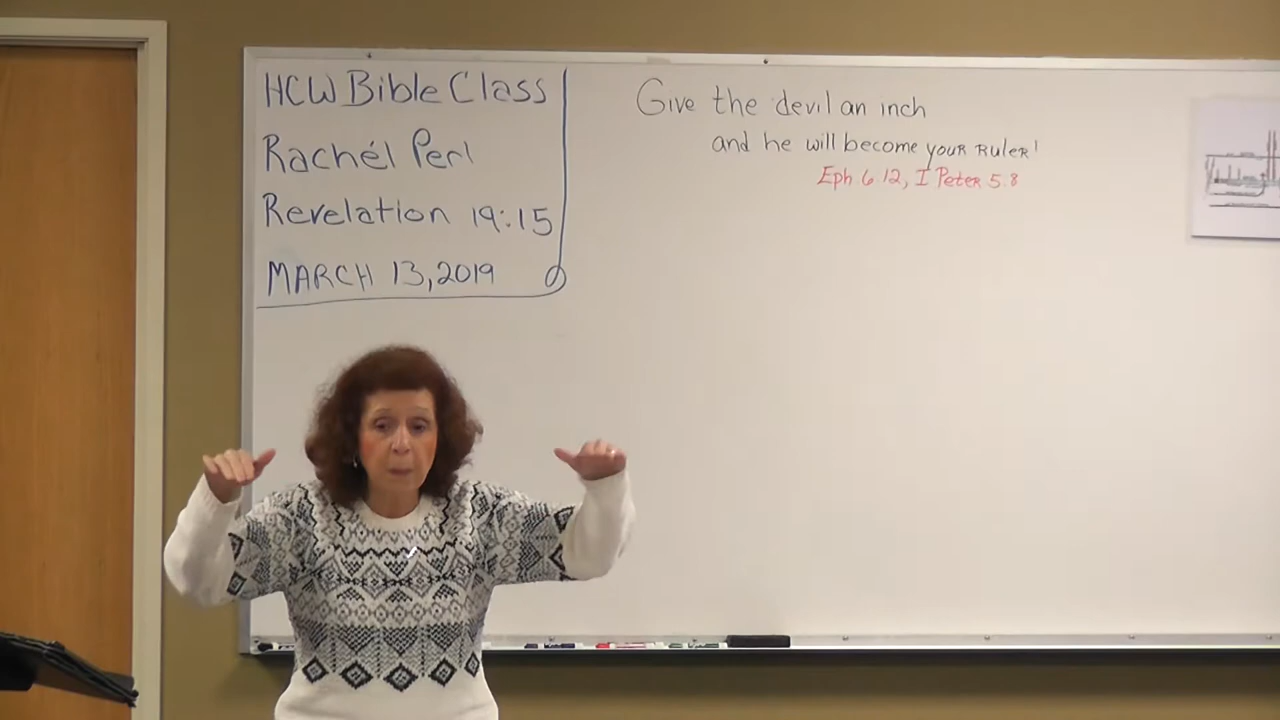 HCW Bible Class
Rachél Perl
Revelation 19:15
MARCH 13, 2019
Give the devil an inch
and he will become your ruler!
Eph 6.12, I Peter 5.8